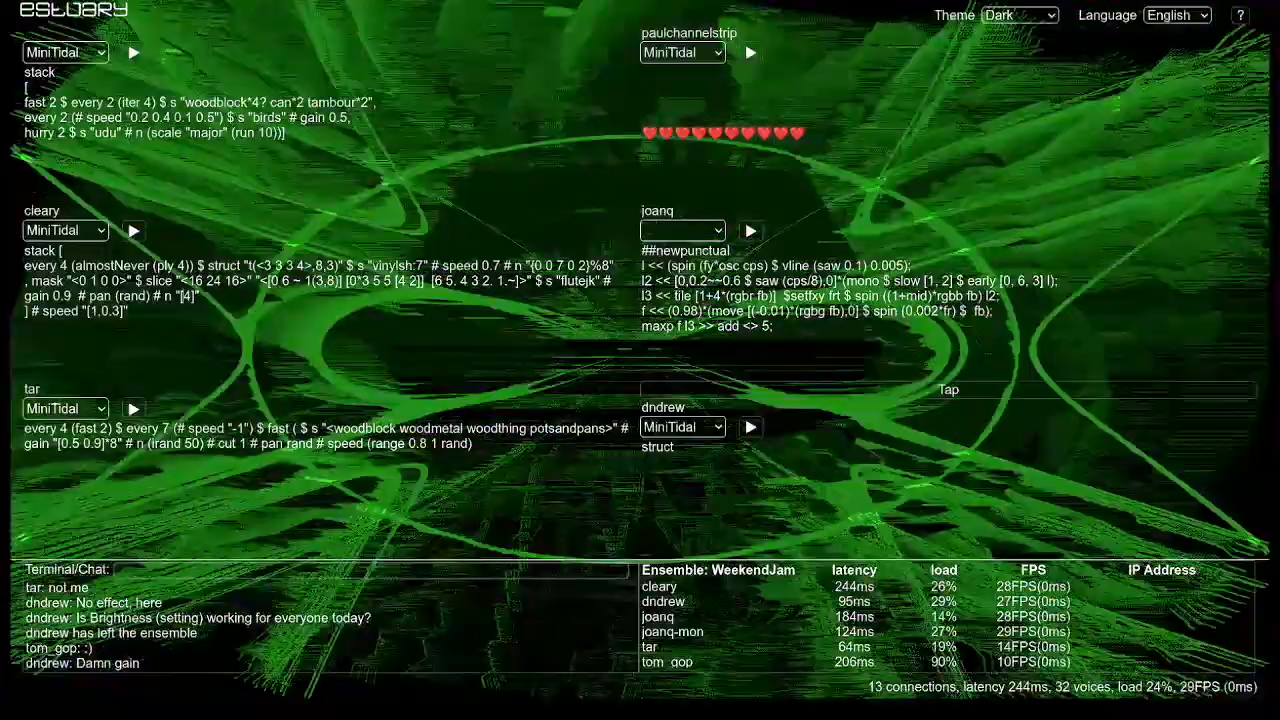 estuary
Theme Dark Language English ?
MiniTidal
stack
[
fast 2 $ every 2 (iter 4) $ s "woodblock*4? can*2 tambour*2",
every 2 (# speed "0.2 0.4 0.1 0.5") $ s "birds" # gain 0.5,
hurry 2 $ s "udu" # n (scale "major" (run 10))]
paulchannelstrip
MiniTidal
cleary
MiniTidal
stack [
every 4 (almostNever (ply 4)) $ struct "t(<3 3 3 4>,8,3)" $ s "vinylsh:7" # speed 0.7 # n "{0 0 7 0 2}%8"
, mask "<0 1 0 0>" $ slice "<16 24 16>" "<[0 6 ~ 1(3,8)] [0*3 5 5 [4 2]] [6 5. 4 3 2. 1.~]>" $ s "flutejk" #
gain 0.9 # pan (rand) # n "[4]"
] # speed "[1,0.3]"
joanq
##newpunctual
l << (spin (fy*osc cps) $ vline (saw 0.1) 0.005);
l2 << [0,0.2~~0.6 $ saw (cps/8),0]*(mono $ slow [1, 2] $ early [0, 6, 3] l);
l3 << tile [1+4*(rgbr fb)] $setfxy frt $ spin ((1+mid)*rgbb fb) l2;
f << (0.98)*(move [(-0.01)*(rgbg fb),0] $ spin (0.002*fr) $ fb);
maxp f l3 >> add <> 5;
tar
MiniTidal
every 4 (fast 2) $ every 7 (# speed "-1") $ fast ( $ s "<woodblock woodmetal woodthing potsandpans>" #
gain "[0.5 0.9]*8" # n (irand 50) # cut 1 # pan rand # speed (range 0.8 1 rand)
Tap
dndrew
MiniTidal
struct
Terminal/Chat:
tar: not me
dndrew: No effect, here
dndrew: Is Brightness (setting) working for everyone today?
dndrew has left the ensemble
tom_gop: :)
dndrew: Damn gain
Ensemble: WeekendJam latency load FPS IP Address
cleary 244ms 26% 28FPS(0ms)
dndrew 95ms 29% 27FPS(0ms)
joanq 184ms 14% 28FPS(0ms)
joanq-mon 124ms 27% 29FPS(0ms)
tar 64ms 19% 14FPS(0ms)
tom_gop 206ms 90% 10FPS(0ms)
13 connections, latency 244ms, 32 voices, load 24%, 29FPS (0ms)